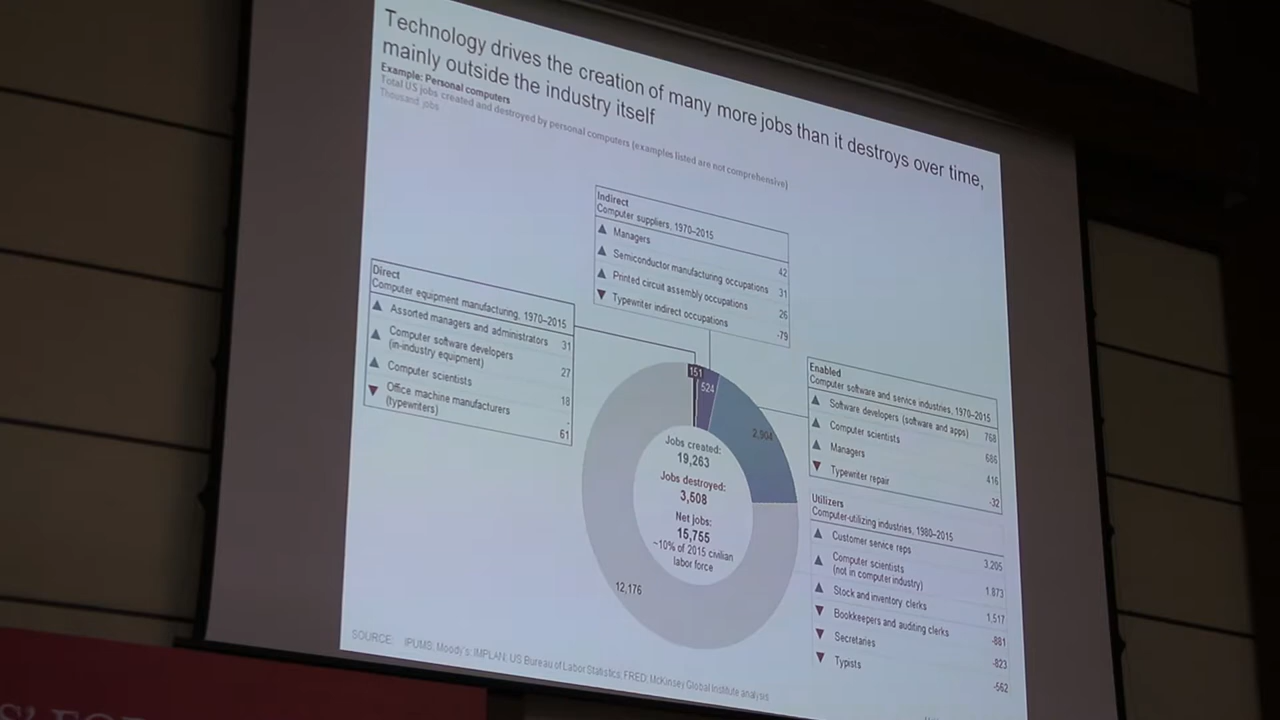 Technology drives the creation of many more jobs than it destroys over time,
mainly outside the industry itself
Example: Personal computers
Total US jobs created and destroyed by personal computers (examples listed are not comprehensive)
Thousand jobs
Indirect
Computer suppliers, 1970–2015
Managers 42
Semiconductor manufacturing occupations 31
Printed circuit assembly occupations 26
Typewriter indirect occupations -79
Direct
Computer equipment manufacturing, 1970–2015
Assorted managers and administrators 31
Computer software developers
(in-industry equipment) 27
Computer scientists 18
Office machine manufacturers
(typewriters) -
61
Enabled
Computer software and service industries, 1970–2015
Software developers (software and apps) 768
Computer scientists 686
Managers 416
Typewriter repair -32
Utilizers
Computer-utilizing industries, 1980–2015
Customer service reps 3,205
Computer scientists
(not in computer industry) 1,873
Stock and inventory clerks 1,517
Bookkeepers and auditing clerks -881
Secretaries -823
Typists -562
151
524
2,904
12,176
Jobs created:
19,263
Jobs destroyed:
3,508
Net jobs:
15,755
~10% of 2015 civilian
labor force
SOURCE: IPUMS; Moody's; IMPLAN; US Bureau of Labor Statistics; FRED; McKinsey Global Institute analysis